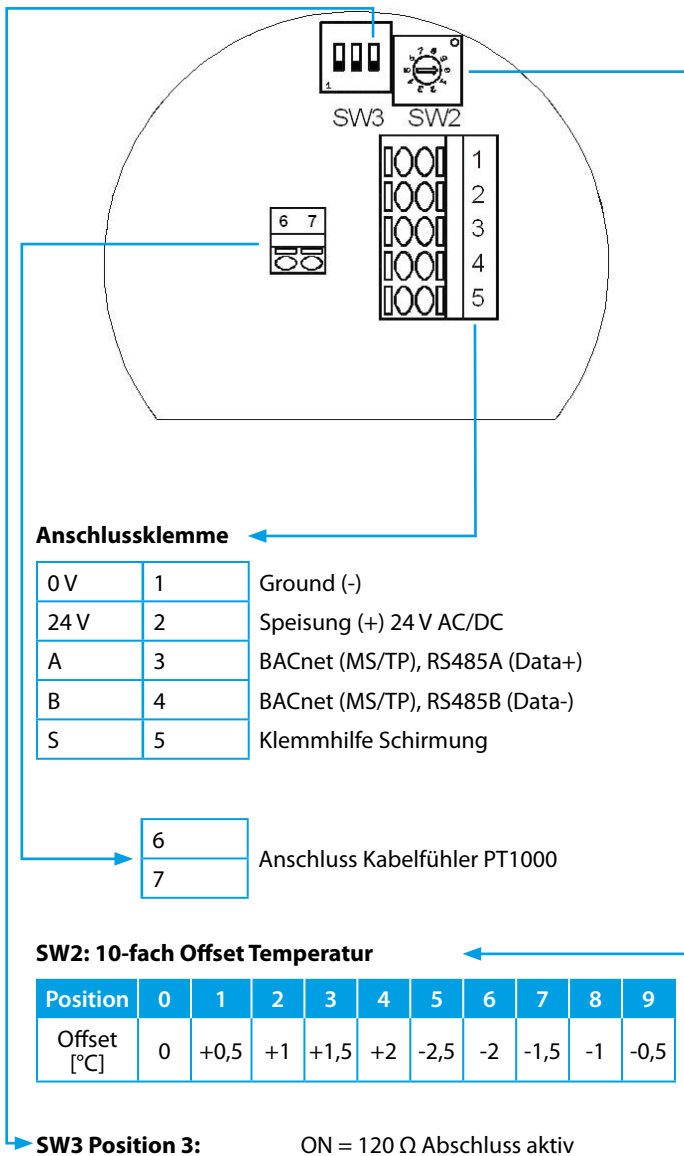 1
SW3 SW2
1
2
6 7
3
4
5
Anschlussklemme
0 V 1 Ground (-)
24 V 2 Speisung (+) 24 V AC/DC
A 3 BACnet (MS/TP), RS485A (Data+)
B 4 BACnet (MS/TP), RS485B (Data-)
S 5 Klemmhilfe Schirmung
6
Anschluss Kabelfühler PT1000
7
SW2: 10-fach Offset Temperatur
Position 0 1 2 3 4 5 6 7 8 9
Offset
[°C] 0 +0,5 +1 +1,5 +2 -2,5 -2 -1,5 -1 -0,5
SW3 Position 3: ON = 120 Ω Abschluss aktiv